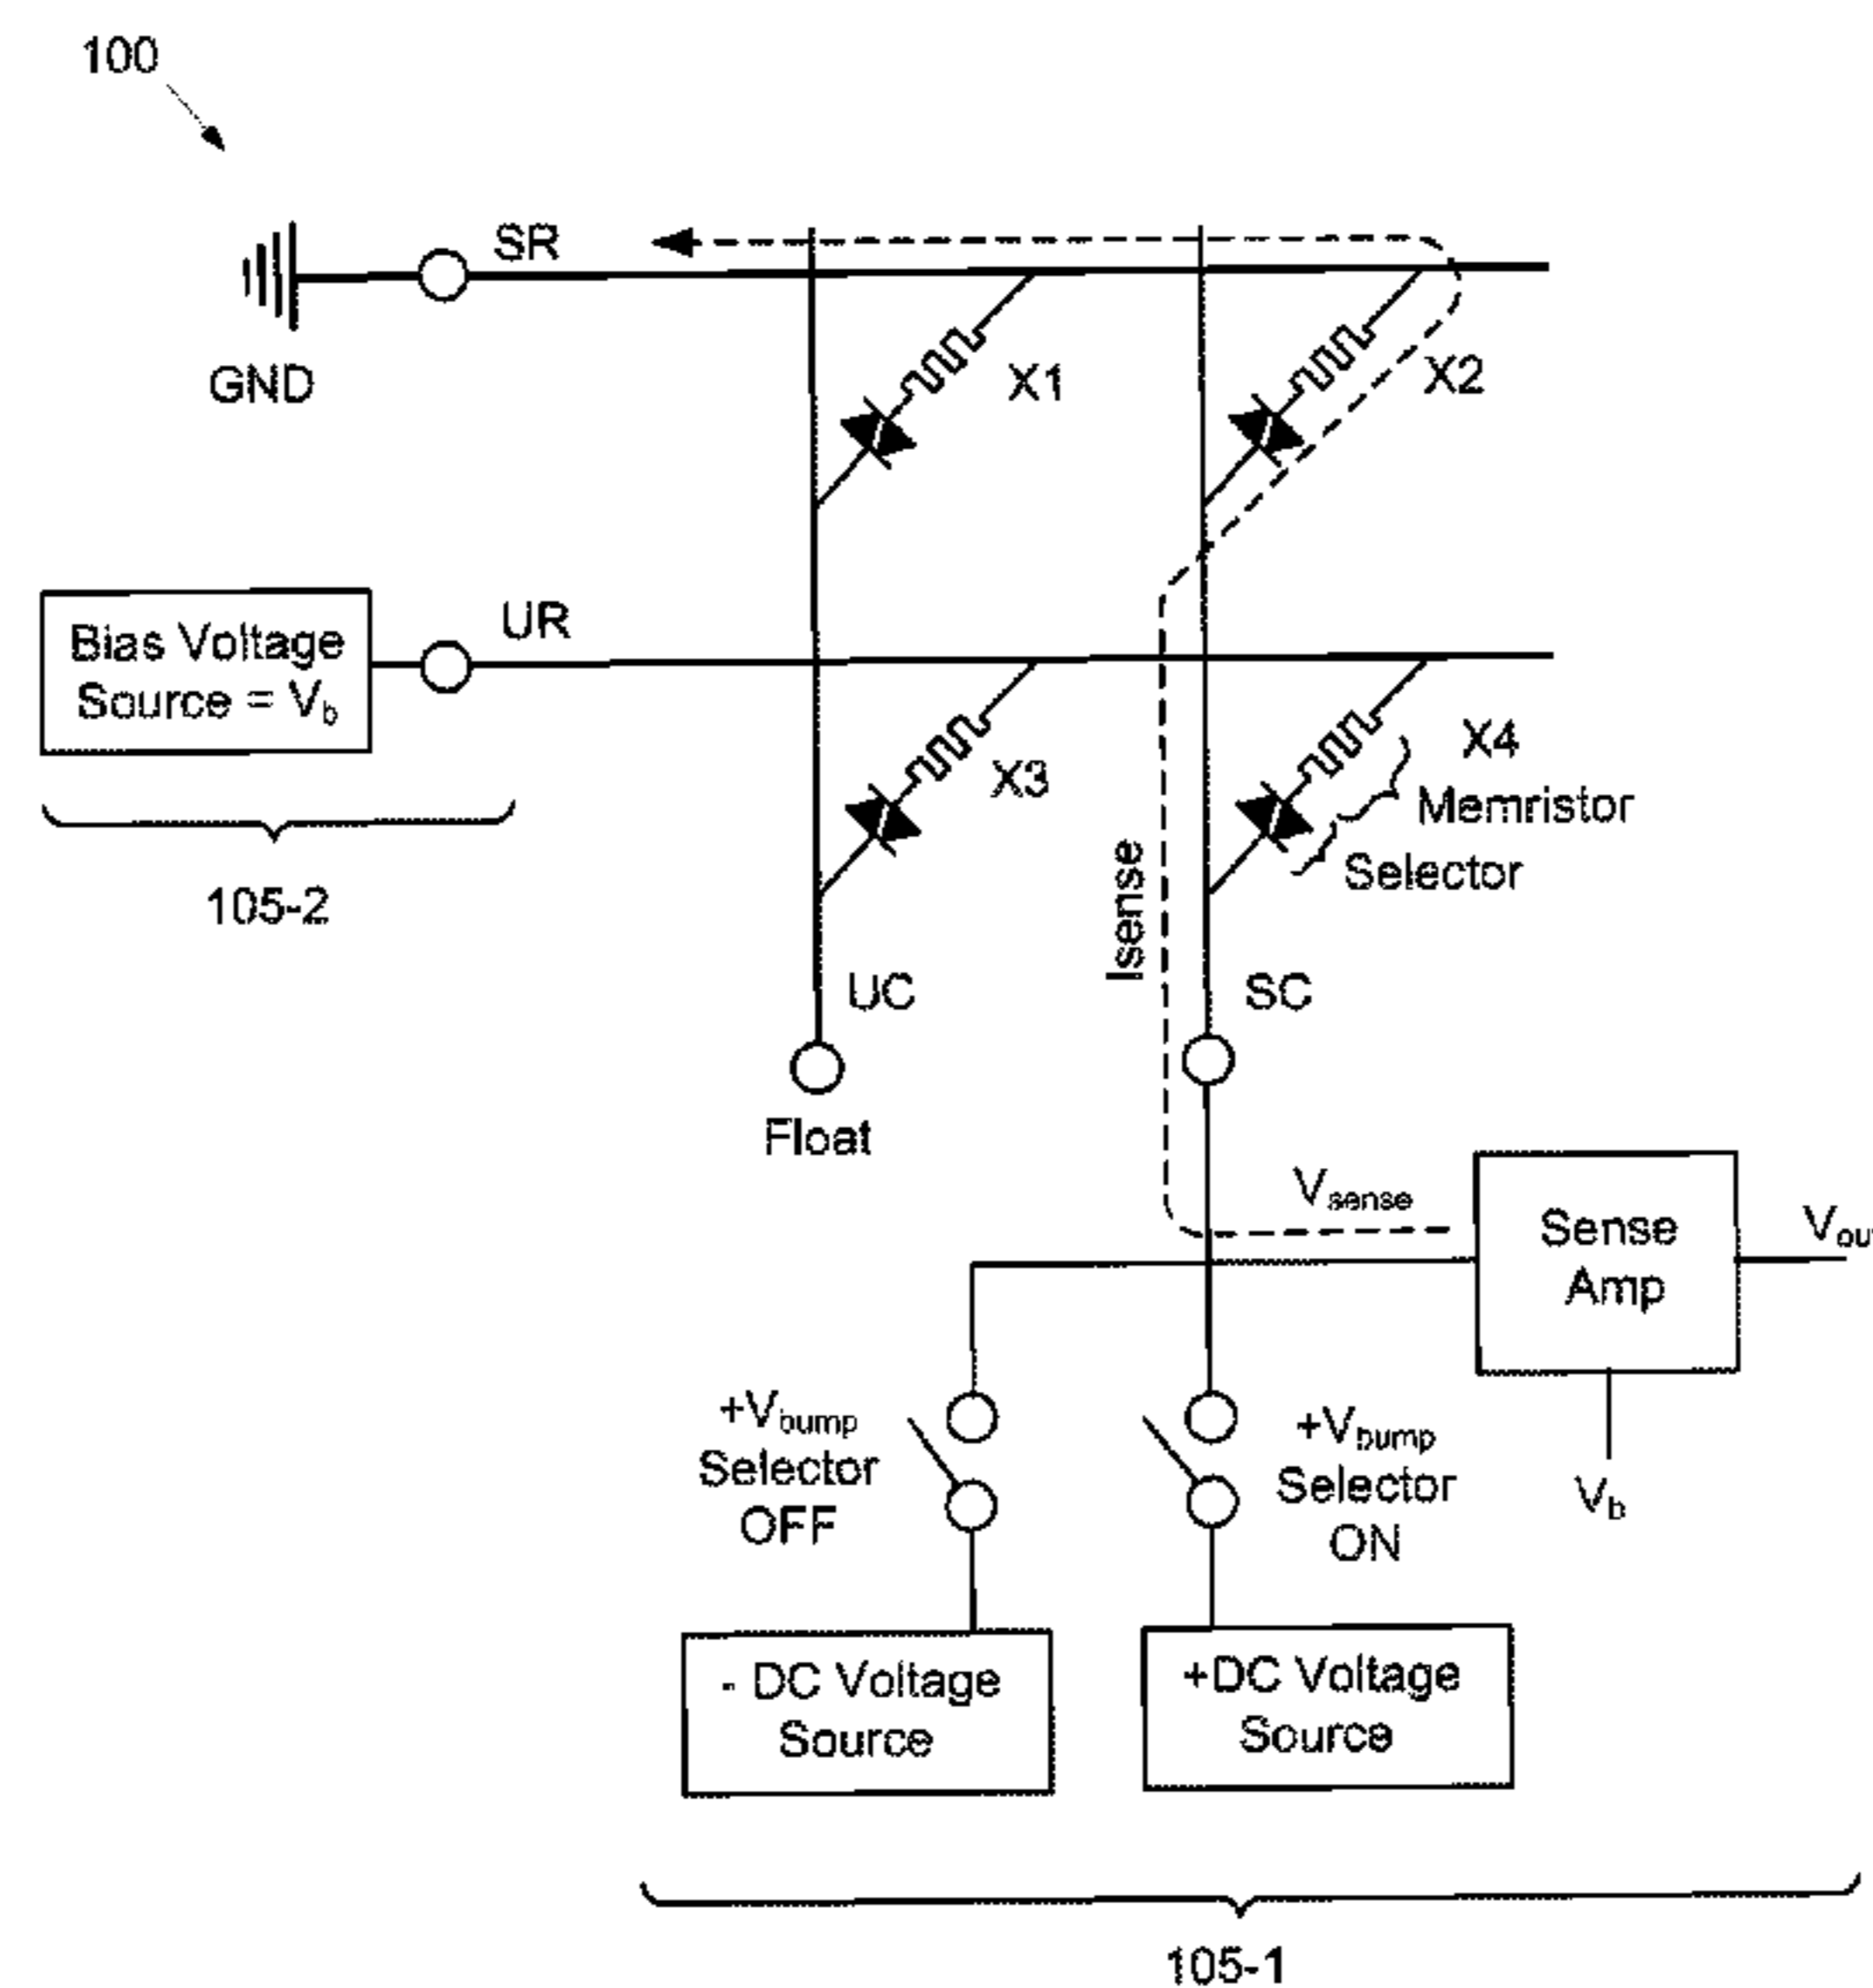 100
SR
GND
X1
X2
Bias Voltage
Source = Vb
UR
X3
X4
Memristor
Selector
105-2
Isense
UC
SC
Float
Vsense
Sense
Amp
Vou
+Vbump
Selector
OFF
+Vbump
Selector
ON
Vb
- DC Voltage
Source
+DC Voltage
Source
105-1